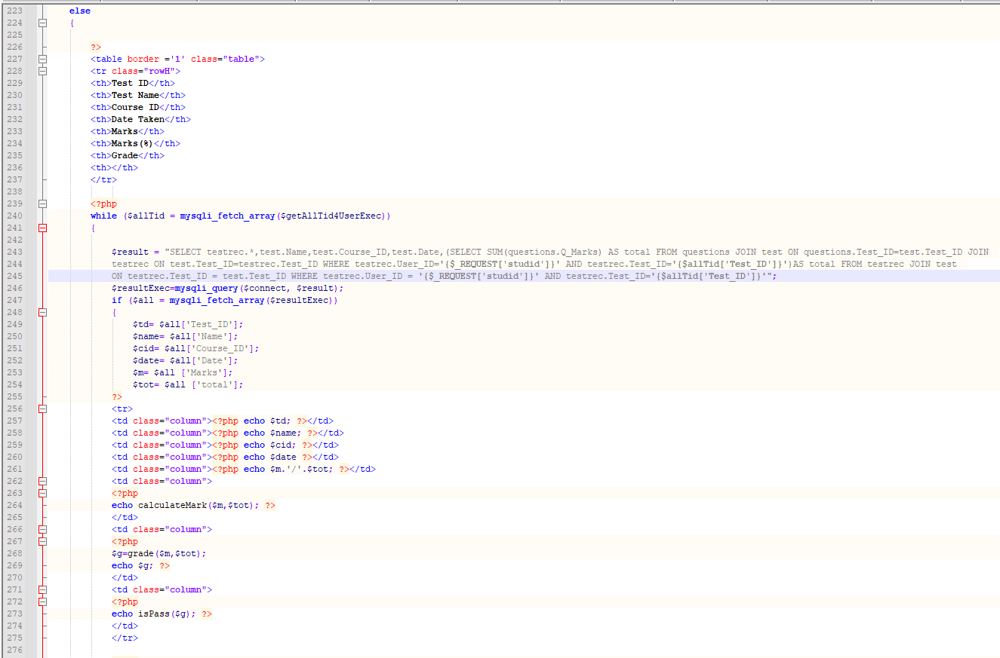 223 else
224 {
225
226 ?>
227 <table border ='1' class="table">
228 <tr class="rowH">
229 <th>Test ID</th>
230 <th>Test Name</th>
231 <th>Course ID</th>
232 <th>Date Taken</th>
233 <th>Marks</th>
234 <th>Marks(%)</th>
235 <th>Grade</th>
236 <th></th>
237 </tr>
238
239 <?php
240 while ($allTid = mysqli_fetch_array($getAllTid4UserExec))
241 {
242
243 $result = "SELECT testrec.*,test.Name,test.Course_ID,test.Date,(SELECT SUM(questions.Q_Marks) AS total FROM questions JOIN test ON questions.Test_ID=test.Test_ID JOIN
244 testrec ON test.Test_ID=testrec.Test_ID WHERE testrec.User_ID='{$_REQUEST['studid']}' AND testrec.Test_ID='{$allTid['Test_ID']}')AS total FROM testrec JOIN test
245 ON testrec.Test_ID = test.Test_ID WHERE testrec.User_ID = '{$_REQUEST['studid']}' AND testrec.Test_ID='{$allTid['Test_ID']}'";
246 $resultExec=mysqli_query($connect, $result);
247 if ($all = mysqli_fetch_array($resultExec))
248 {
249 $td= $all['Test_ID'];
250 $name= $all['Name'];
251 $cid= $all['Course_ID'];
252 $date= $all['Date'];
253 $m= $all ['Marks'];
254 $tot= $all ['total'];
255 ?>
256 <tr>
257 <td class="column"><?php echo $td; ?></td>
258 <td class="column"><?php echo $name; ?></td>
259 <td class="column"><?php echo $cid; ?></td>
260 <td class="column"><?php echo $date ?></td>
261 <td class="column"><?php echo $m.'/'.$tot; ?></td>
262 <td class="column">
263 <?php
264 echo calculateMark($m,$tot); ?>
265 </td>
266 <td class="column">
267 <?php
268 $g=grade($m,$tot);
269 echo $g; ?>
270 </td>
271 <td class="column">
272 <?php
273 echo isPass($g); ?>
274 </td>
275 </tr>
276